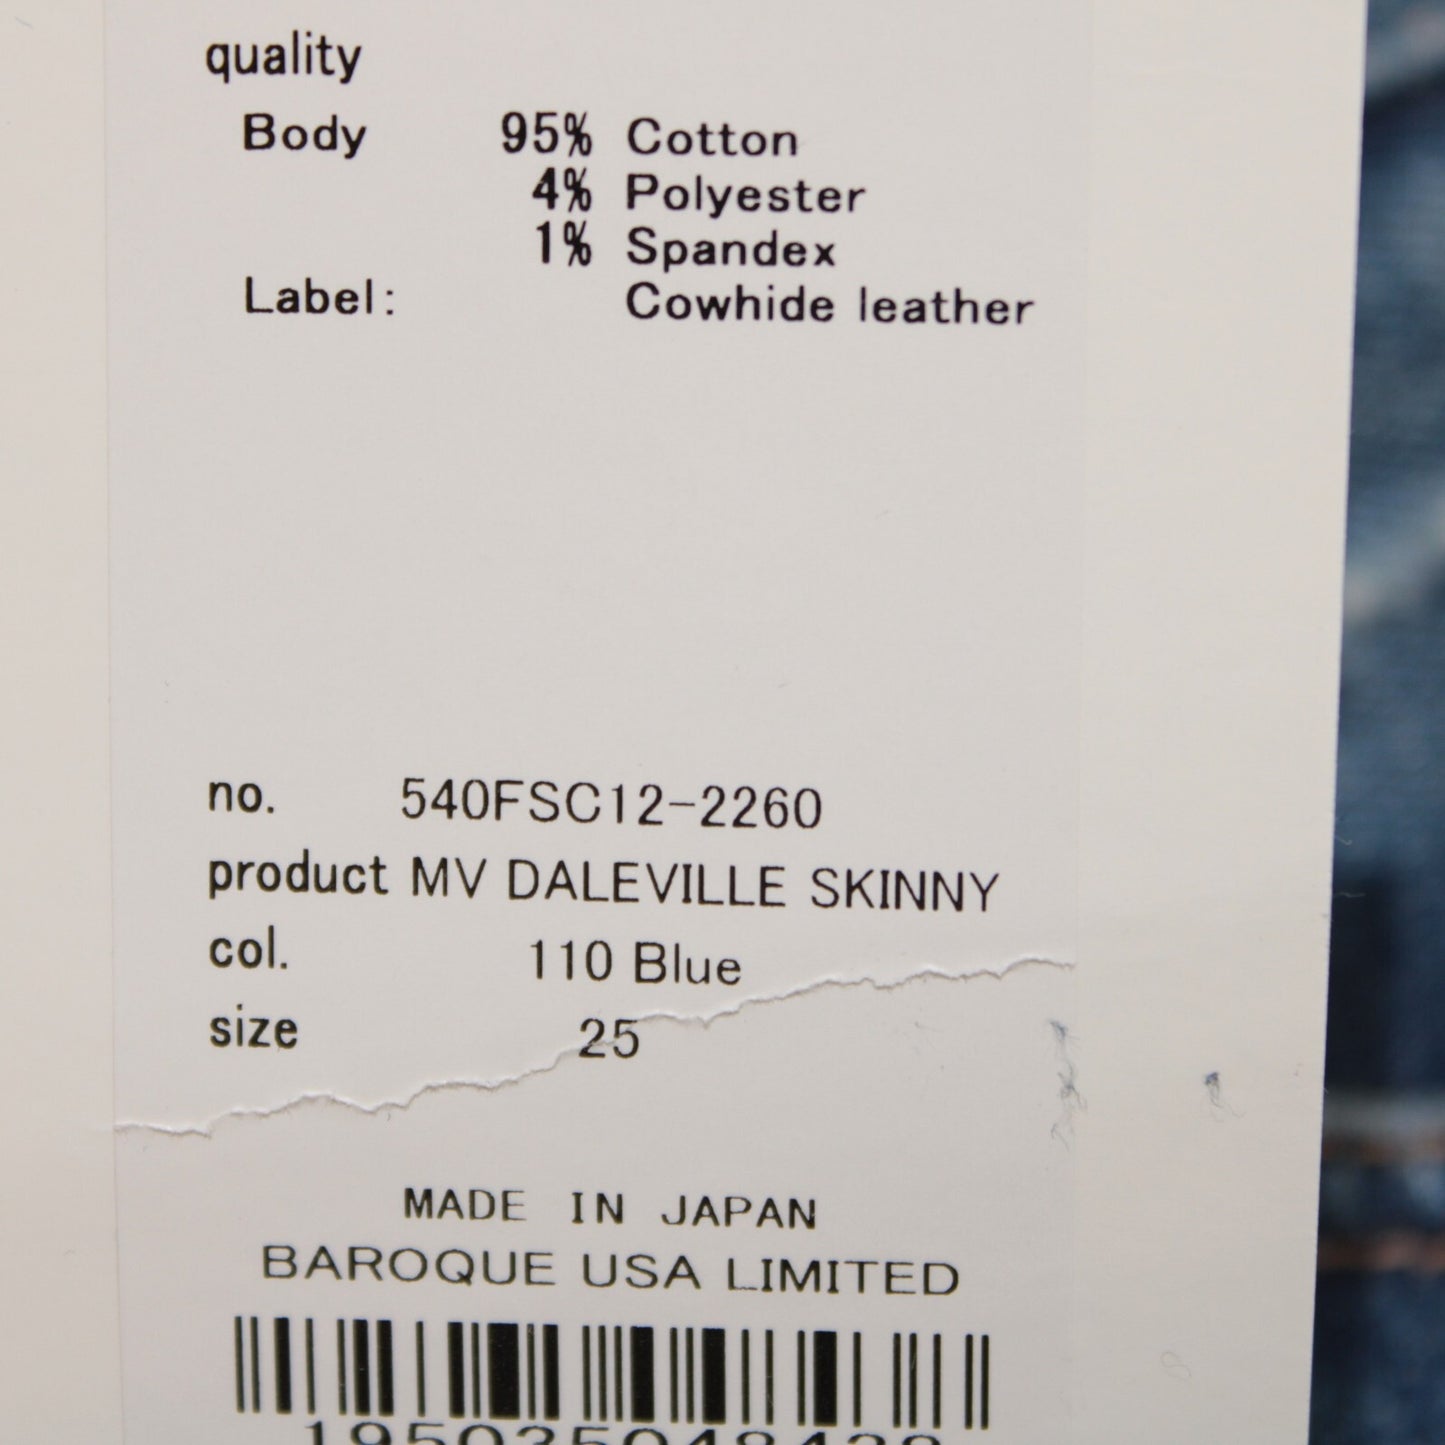 quality
Body 95% Cotton
4% Polyester
1% Spandex
Label: Cowhide leather
no. 540FSC12-2260
product MV DALEVILLE SKINNY
col. 110 Blue
size 25
MADE IN JAPAN
BAROQUE USA LIMITED